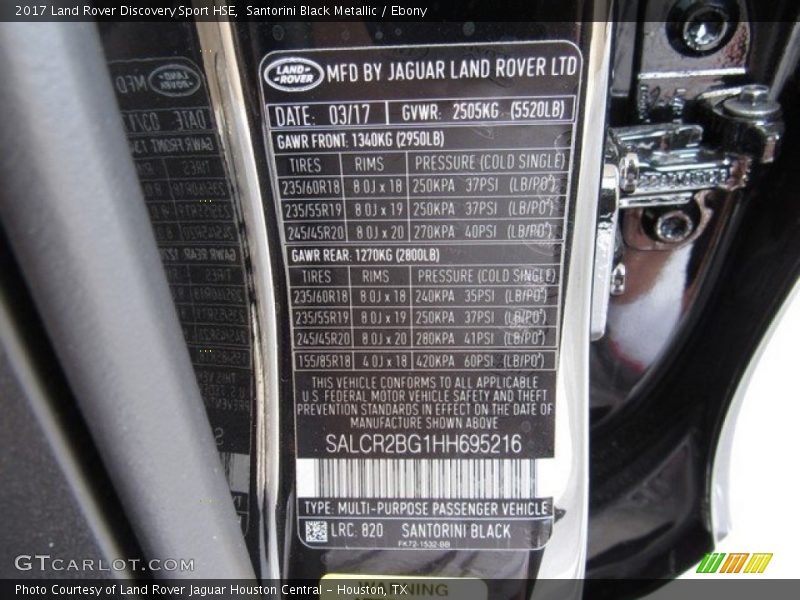 2017 Land Rover Discovery Sport HSE, Santorini Black Metallic / Ebony
LAND ROVER MFD BY JAGUAR LAND ROVER LTD
DATE: 03/17 GVWR: 2505KG (5520LB)
GAWR FRONT: 1340KG (2950LB)
TIRES RIMS PRESSURE (COLD SINGLE)
235/60R18 8.0J x 18 250KPA 37PSI (LB/PO²)
235/55R19 8.0J x 19 250KPA 37PSI (LB/PO²)
245/45R20 8.0J x 20 270KPA 40PSI (LB/PO²)
GAWR REAR: 1270KG (2800LB)
TIRES RIMS PRESSURE (COLD SINGLE)
235/60R18 8.0J x 18 240KPA 35PSI (LB/PO²)
235/55R19 8.0J x 19 250KPA 37PSI (LB/PO²)
245/45R20 8.0J x 20 280KPA 41PSI (LB/PO²)
155/85R18 4.0J x 18 420KPA 60PSI (LB/PO²)
THIS VEHICLE CONFORMS TO ALL APPLICABLE
U.S. FEDERAL MOTOR VEHICLE SAFETY AND THEFT
PREVENTION STANDARDS IN EFFECT ON THE DATE OF
MANUFACTURE SHOWN ABOVE
SALCR2BG1HH695216
TYPE: MULTI-PURPOSE PASSENGER VEHICLE
LRC: 820 SANTORINI BLACK
FK72-1532-BB
WARNING
GTCARLOT.COM
Photo Courtesy of Land Rover Jaguar Houston Central - Houston, TX